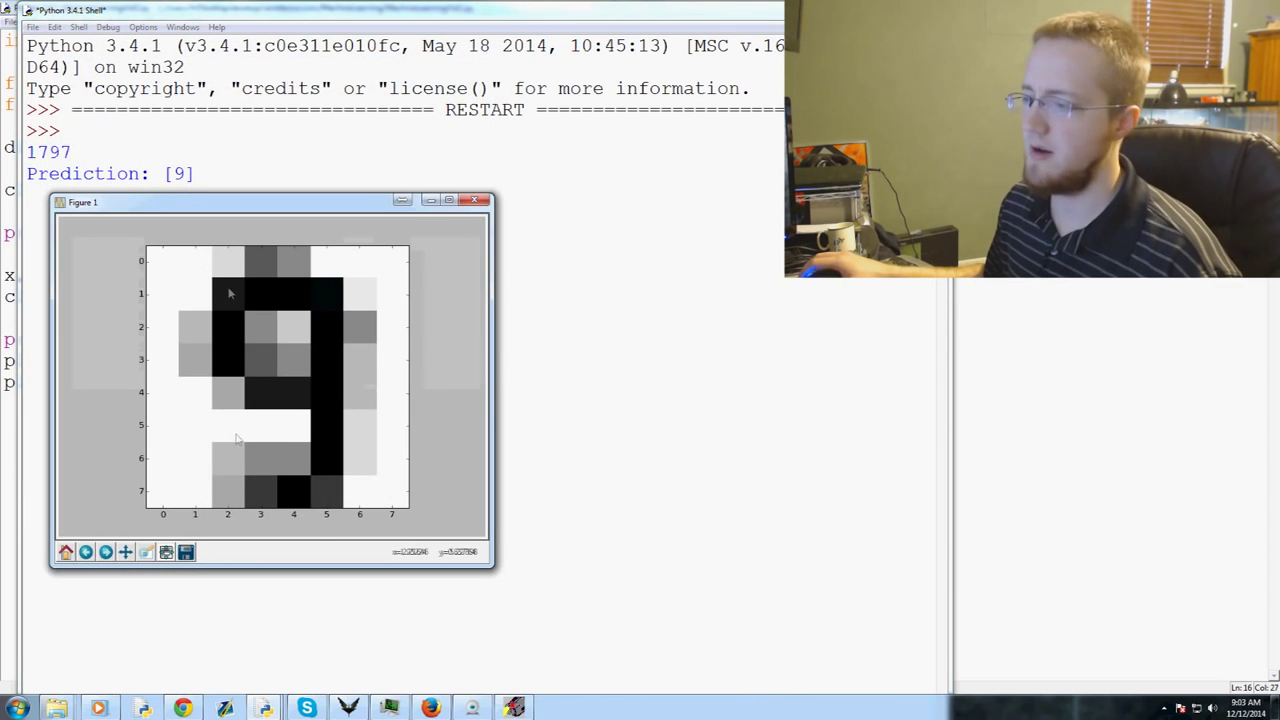 *Python 3.4.1 Shell*
File Edit Shell Debug Options Windows Help
Python 3.4.1 (v3.4.1:c0e311e010fc, May 18 2014, 10:45:13) [MSC v.16
D64)] on win32
Type "copyright", "credits" or "license()" for more information.
>>> ================================ RESTART ================================
>>>
1797
Prediction: [9]
Figure 1
0
1
2
3
4
5
6
7
0 1 2 3 4 5 6 7
Ln: 16 Col: 27
9:03 AM
12/12/2014